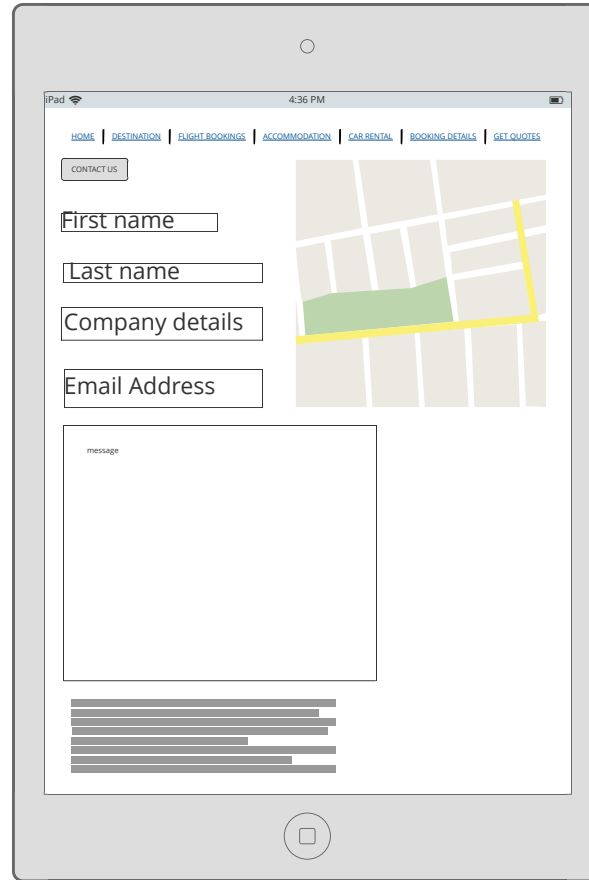 iPad 4:36 PM
HOME DESTINATION FLIGHT BOOKINGS ACCOMMODATION CAR RENTAL BOOKING DETAILS GET QUOTES
CONTACT US
First name
Last name
Company details
Email Address
message